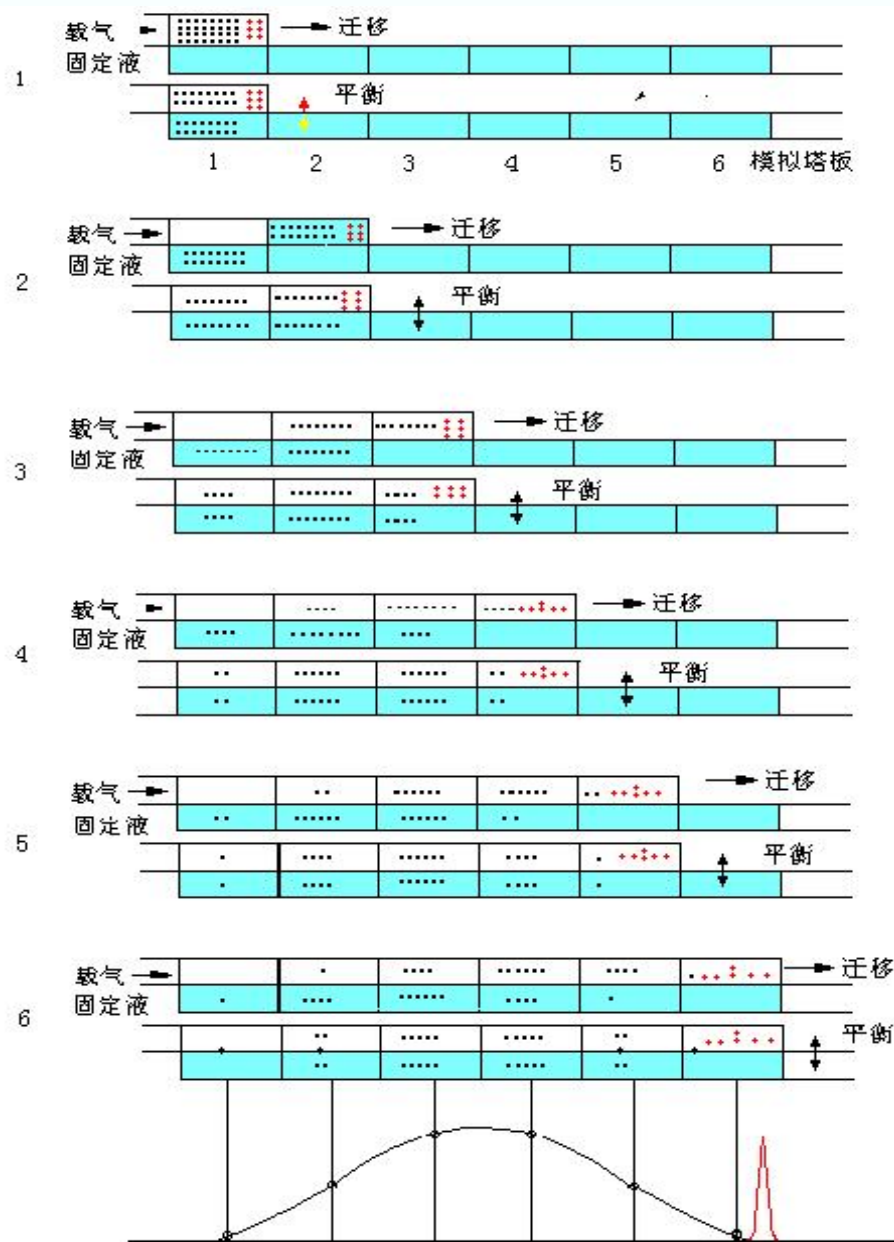 载气 迁移
固定液
1
平衡
1 2 3 4 5 6 模拟塔板
载气 迁移
固定液
2
平衡
载气 迁移
固定液
3
平衡
载气 迁移
固定液
4
平衡
载气 迁移
固定液
5
平衡
载气 迁移
固定液
6
平衡